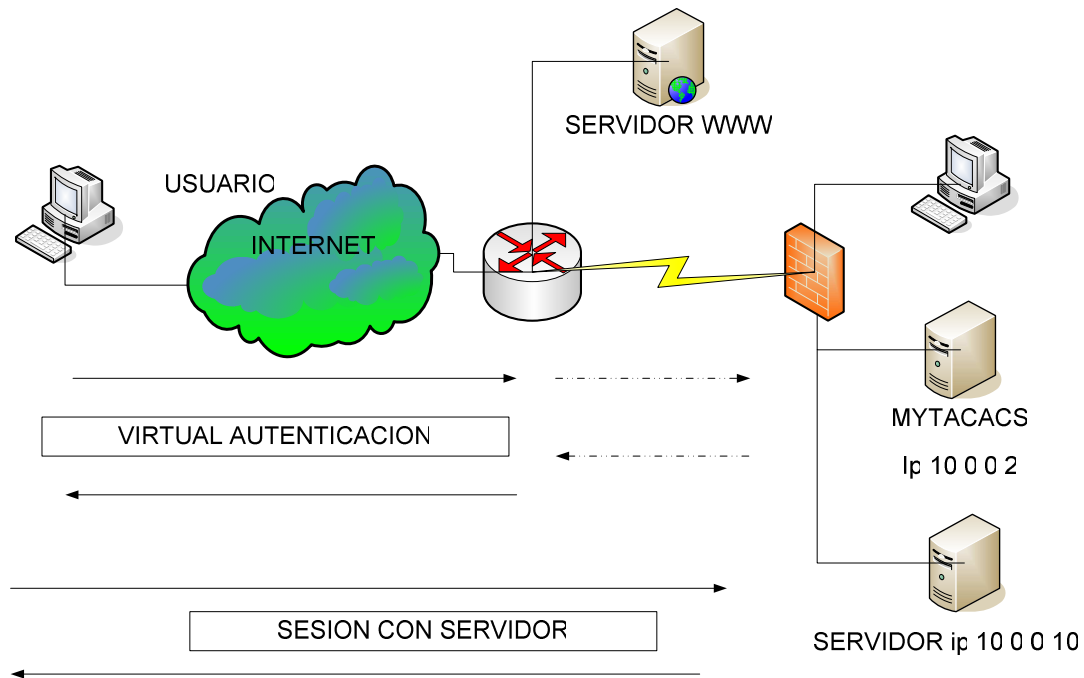 SERVIDOR WWW
USUARIO
INTERNET
MYTACACS
Ip 10 0 0 2
VIRTUAL AUTENTICACION
SESION CON SERVIDOR
SERVIDOR ip 10 0 0 10